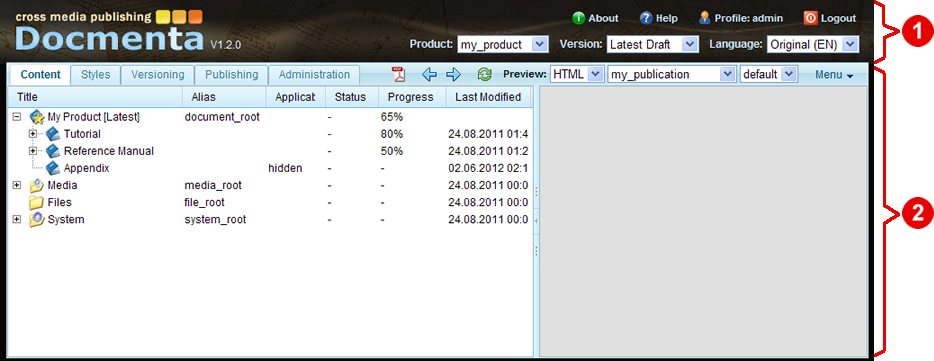 cross media publishing
Docmenta V1.2.0
About Help Profile: admin Logout
Product: my_product Version: Latest Draft Language: Original (EN)
1
Content Styles Versioning Publishing Administration Preview: HTML my_publication default Menu
Title Alias Applicat Status Progress Last Modified
My Product [Latest] document_root - 65%
Tutorial - 80% 24.08.2011 01:4
Reference Manual - 50% 24.08.2011 01:2
Appendix hidden - - 02.06.2012 02:1
Media media_root - - 24.08.2011 00:0
Files file_root - - 24.08.2011 00:0
System system_root - - 24.08.2011 00:0
2